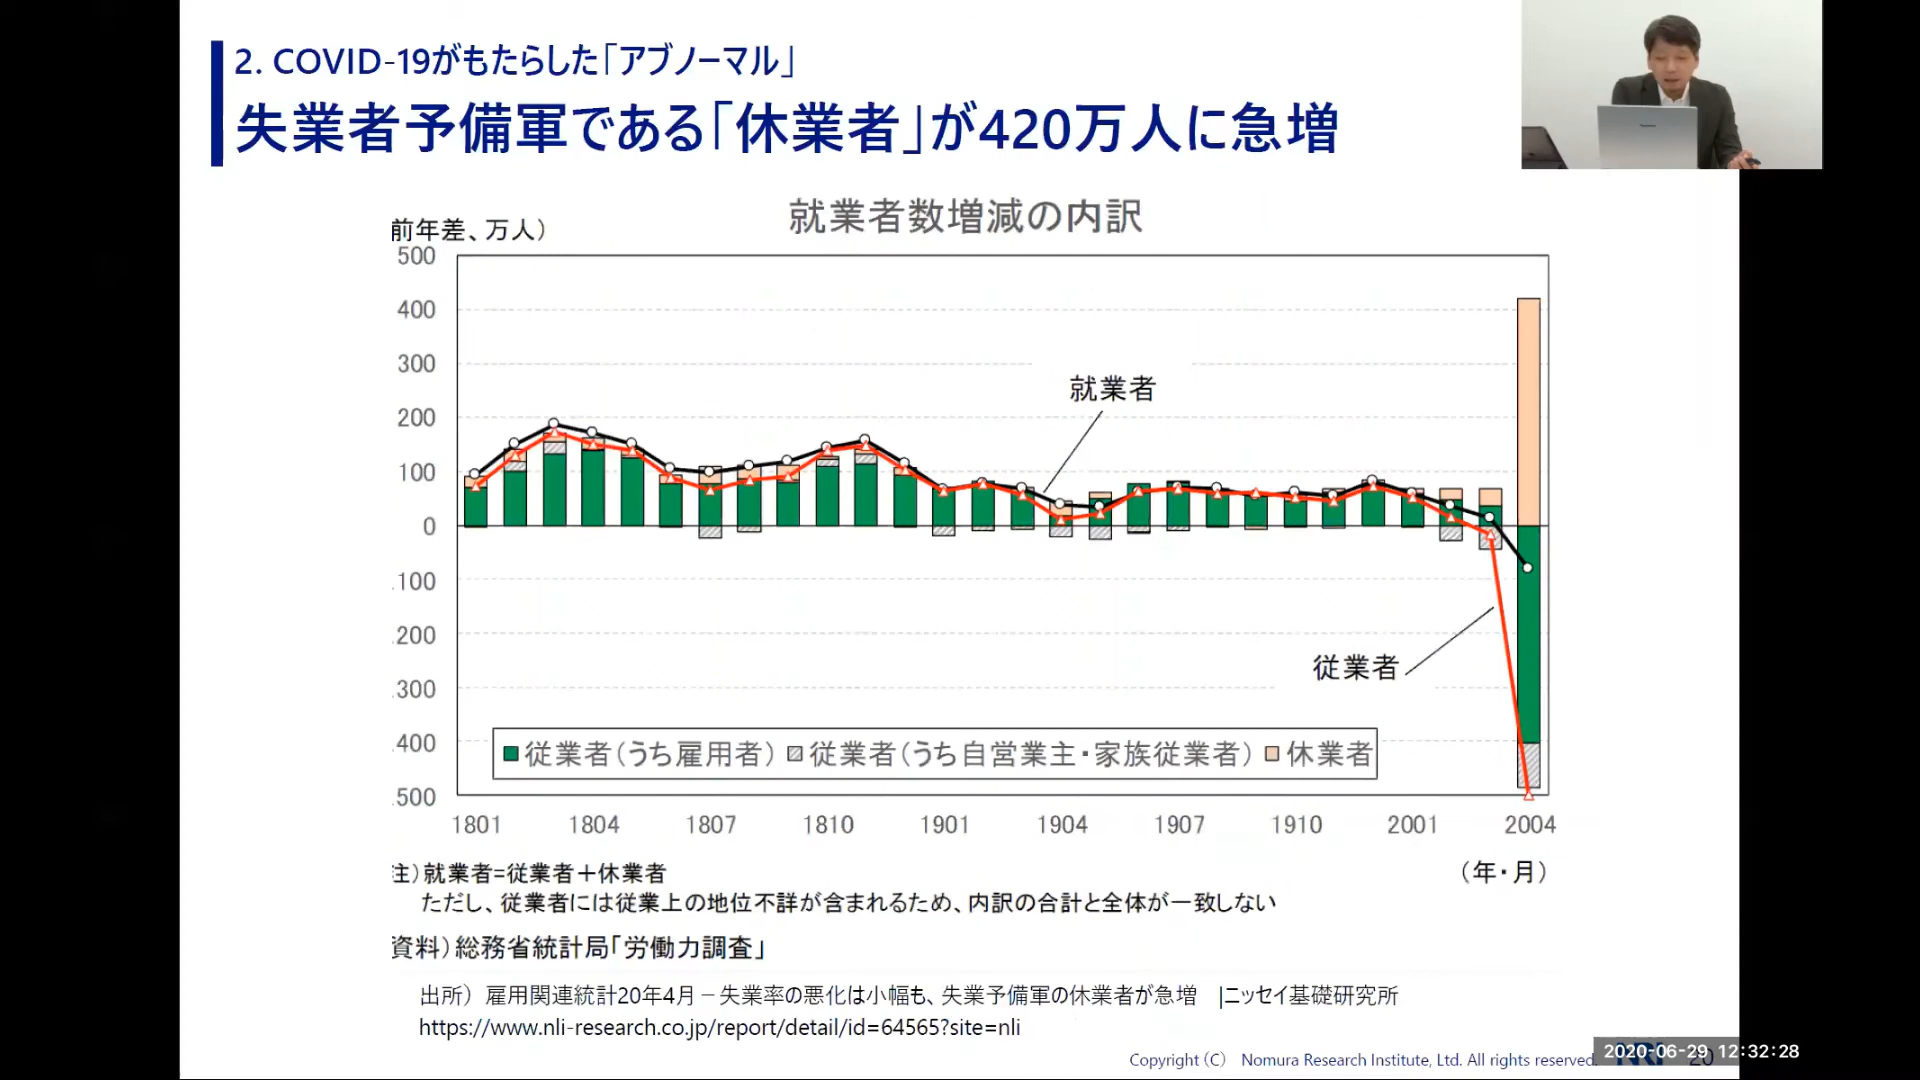 2. COVID-19がもたらした「アブノーマル」
失業者予備軍である「休業者」が420万人に急増
就業者数増減の内訳
前年差、万人）
500
400
300
200
100
0
100
200
300
400
500
就業者
従業者
従業者（うち雇用者） 従業者（うち自営業主・家族従業者） 休業者
1801 1804 1807 1810 1901 1904 1907 1910 2001 2004
（年・月）
注）就業者=従業者＋休業者
ただし、従業者には従業上の地位不詳が含まれるため、内訳の合計と全体が一致しない
資料）総務省統計局「労働力調査」
出所） 雇用関連統計20年4月－失業率の悪化は小幅も、失業予備軍の休業者が急増 |ニッセイ基礎研究所
https://www.nli-research.co.jp/report/detail/id=64565?site=nli
Copyright（C） Nomura Research Institute, Ltd. All rights reserved.
2020-06-29 12:32:28